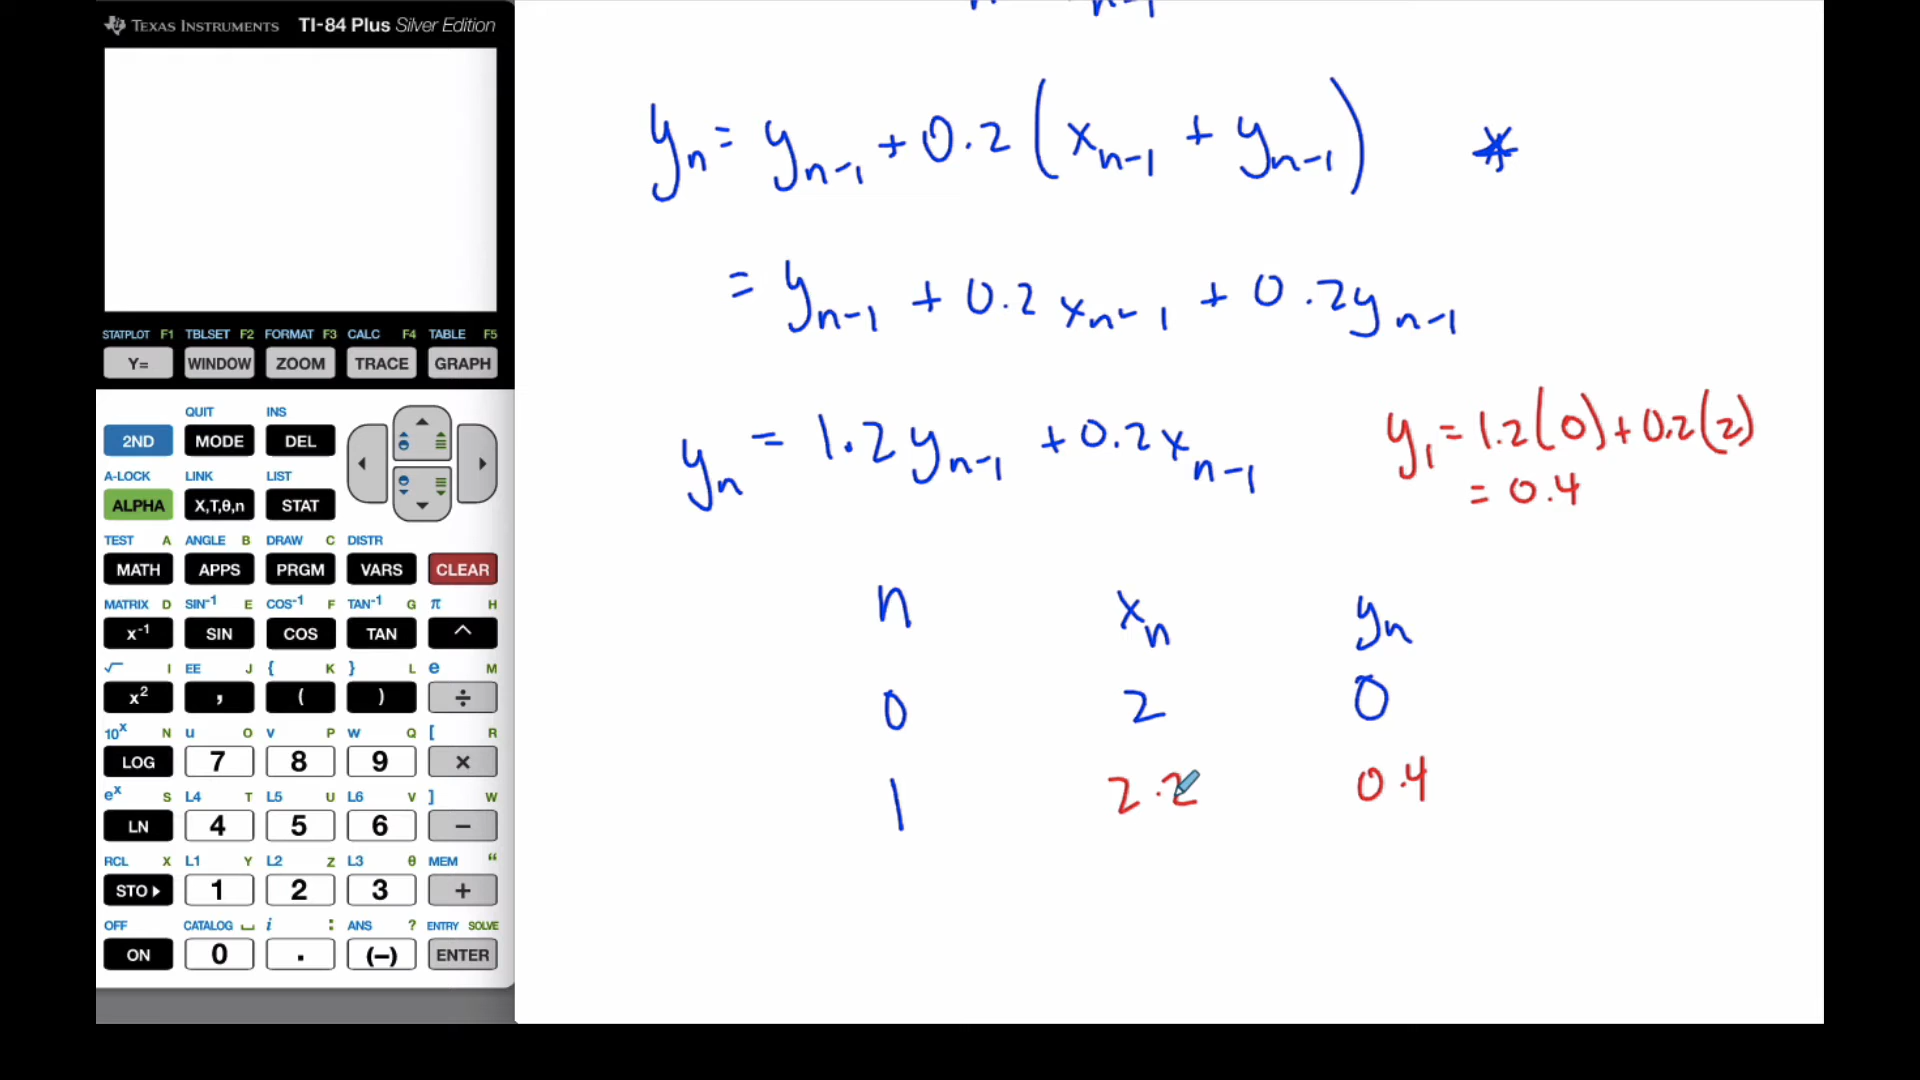 TEXAS INSTRUMENTS TI-84 Plus Silver Edition
STATPLOT F1 TBLSET F2 FORMAT F3 CALC F4 TABLE F5
Y= WINDOW ZOOM TRACE GRAPH
QUIT INS
2ND MODE DEL
A-LOCK LINK LIST
ALPHA X,T,θ,n STAT
TEST A ANGLE B DRAW C DISTR
MATH APPS PRGM VARS CLEAR
MATRIX D SIN⁻¹ E COS⁻¹ F TAN⁻¹ G π H
x⁻¹ SIN COS TAN ^
√ I EE J { K } L e M
x² , ( ) ÷
10ˣ N u O v P w Q [ R
LOG 7 8 9 ×
eˣ S L4 T L5 U L6 V ] W
LN 4 5 6 −
RCL X L1 Y L2 Z L3 θ MEM “
STO▸ 1 2 3 +
OFF CATALOG ⎵ i : ANS ? ENTRY SOLVE
ON 0 . (−) ENTER
yₙ = yₙ₋₁ + 0.2 (xₙ₋₁ + yₙ₋₁) *
= yₙ₋₁ + 0.2 xₙ₋₁ + 0.2yₙ₋₁
yₙ = 1.2 yₙ₋₁ + 0.2xₙ₋₁
y₁ = 1.2(0) + 0.2(2)
= 0.4
n xₙ yₙ
0 2 0
1 2.2 0.4